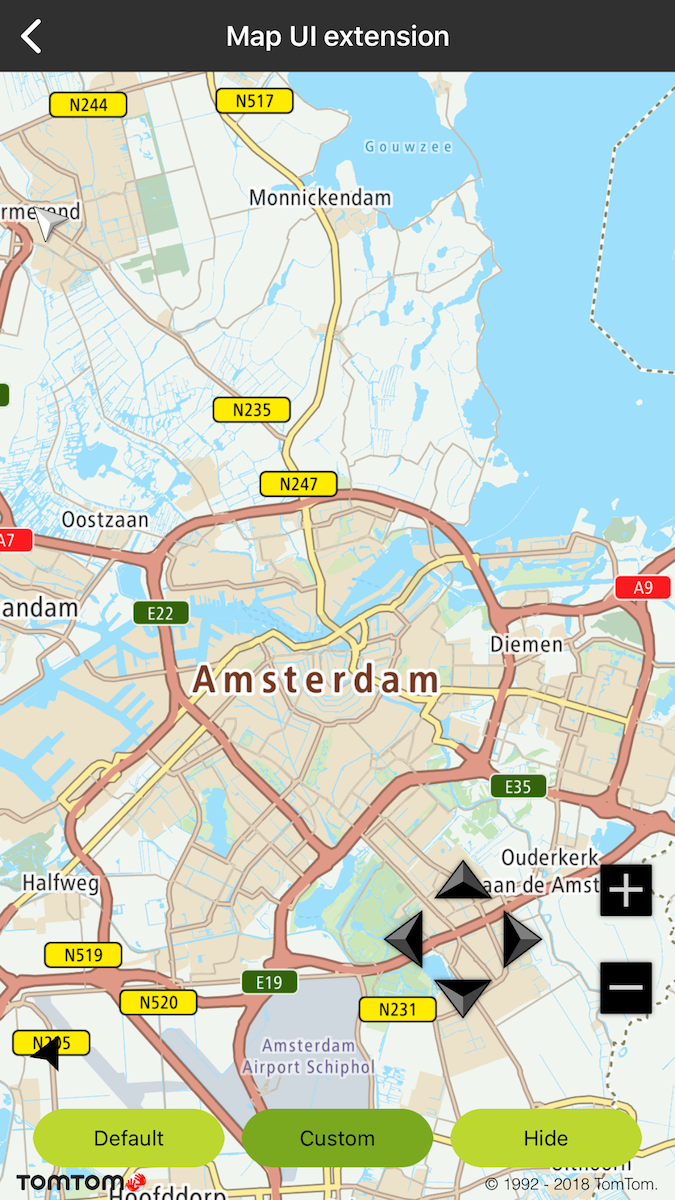 Map UI extension
N244
N517
Gouwzee
Monnickendam
rmerend
N235
N247
Oostzaan
A7
A9
andam
E22
Diemen
Amsterdam
E35
Ouderkerk
aan de Amst
Halfweg
N519
E19
N520
N231
Amsterdam
Airport Schiphol
Default
Custom
Hide
TOMTOM
Hoofddorp
© 1992 - 2018 TomTom.